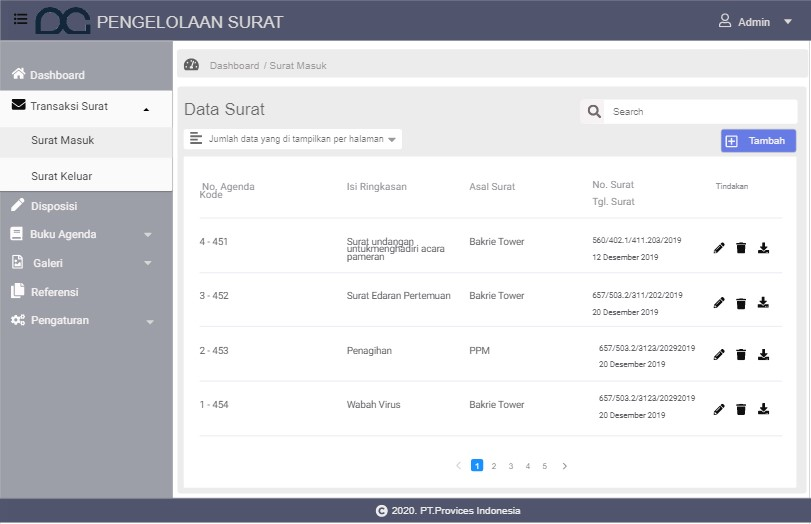 PENGELOLAAN SURAT
Admin
Dashboard
Transaksi Surat
Surat Masuk
Surat Keluar
Disposisi
Buku Agenda
Galeri
Referensi
Pengaturan
Dashboard / Surat Masuk
Data Surat
Search
Jumlah data yang di tampilkan per halaman
Tambah
No. Agenda
Kode
Isi Ringkasan
Asal Surat
No. Surat
Tgl. Surat
Tindakan
4 - 451
Surat undangan
untukmenghadiri acara
pameran
Bakrie Tower
560/402.1/411.203/2019
12 Desember 2019
3 - 452
Surat Edaran Pertemuan
Bakrie Tower
657/503.2/311/202/2019
20 Desember 2019
2 - 453
Penagihan
PPM
657/503.2/3123/20292019
20 Desember 2019
1 - 454
Wabah Virus
Bakrie Tower
657/503.2/3123/20292019
20 Desember 2019
1 2 3 4 5
C 2020. PT.Provices Indonesia